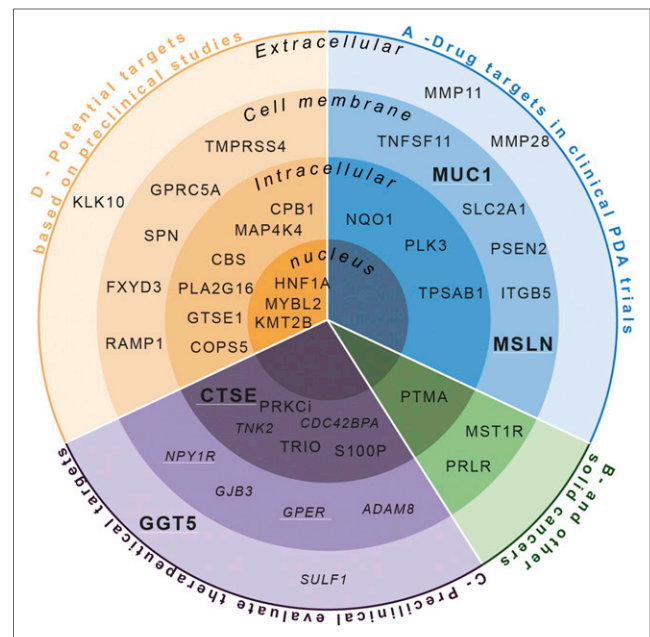 Extracellular
Cell membrane
Intracellular
nucleus
A -Drug targets in clinical PDA trials
MMP11
MMP28
TNFSF11
MUC1
SLC2A1
PSEN2
ITGB5
MSLN
NQO1
PLK3
TPSAB1
B- and other
solid cancers
PTMA
MST1R
PRLR
C- Precilinical evaluate therapeutical targets
CTSE
PRKCi
CDC42BPA
TNK2
TRIO
S100P
NPY1R
GJB3
GPER
ADAM8
GGT5
SULF1
D - Potential targets
based on preclinical studies
KLK10
TMPRSS4
GPRC5A
SPN
FXYD3
RAMP1
CPB1
MAP4K4
CBS
PLA2G16
GTSE1
COPS5
HNF1A
MYBL2
KMT2B